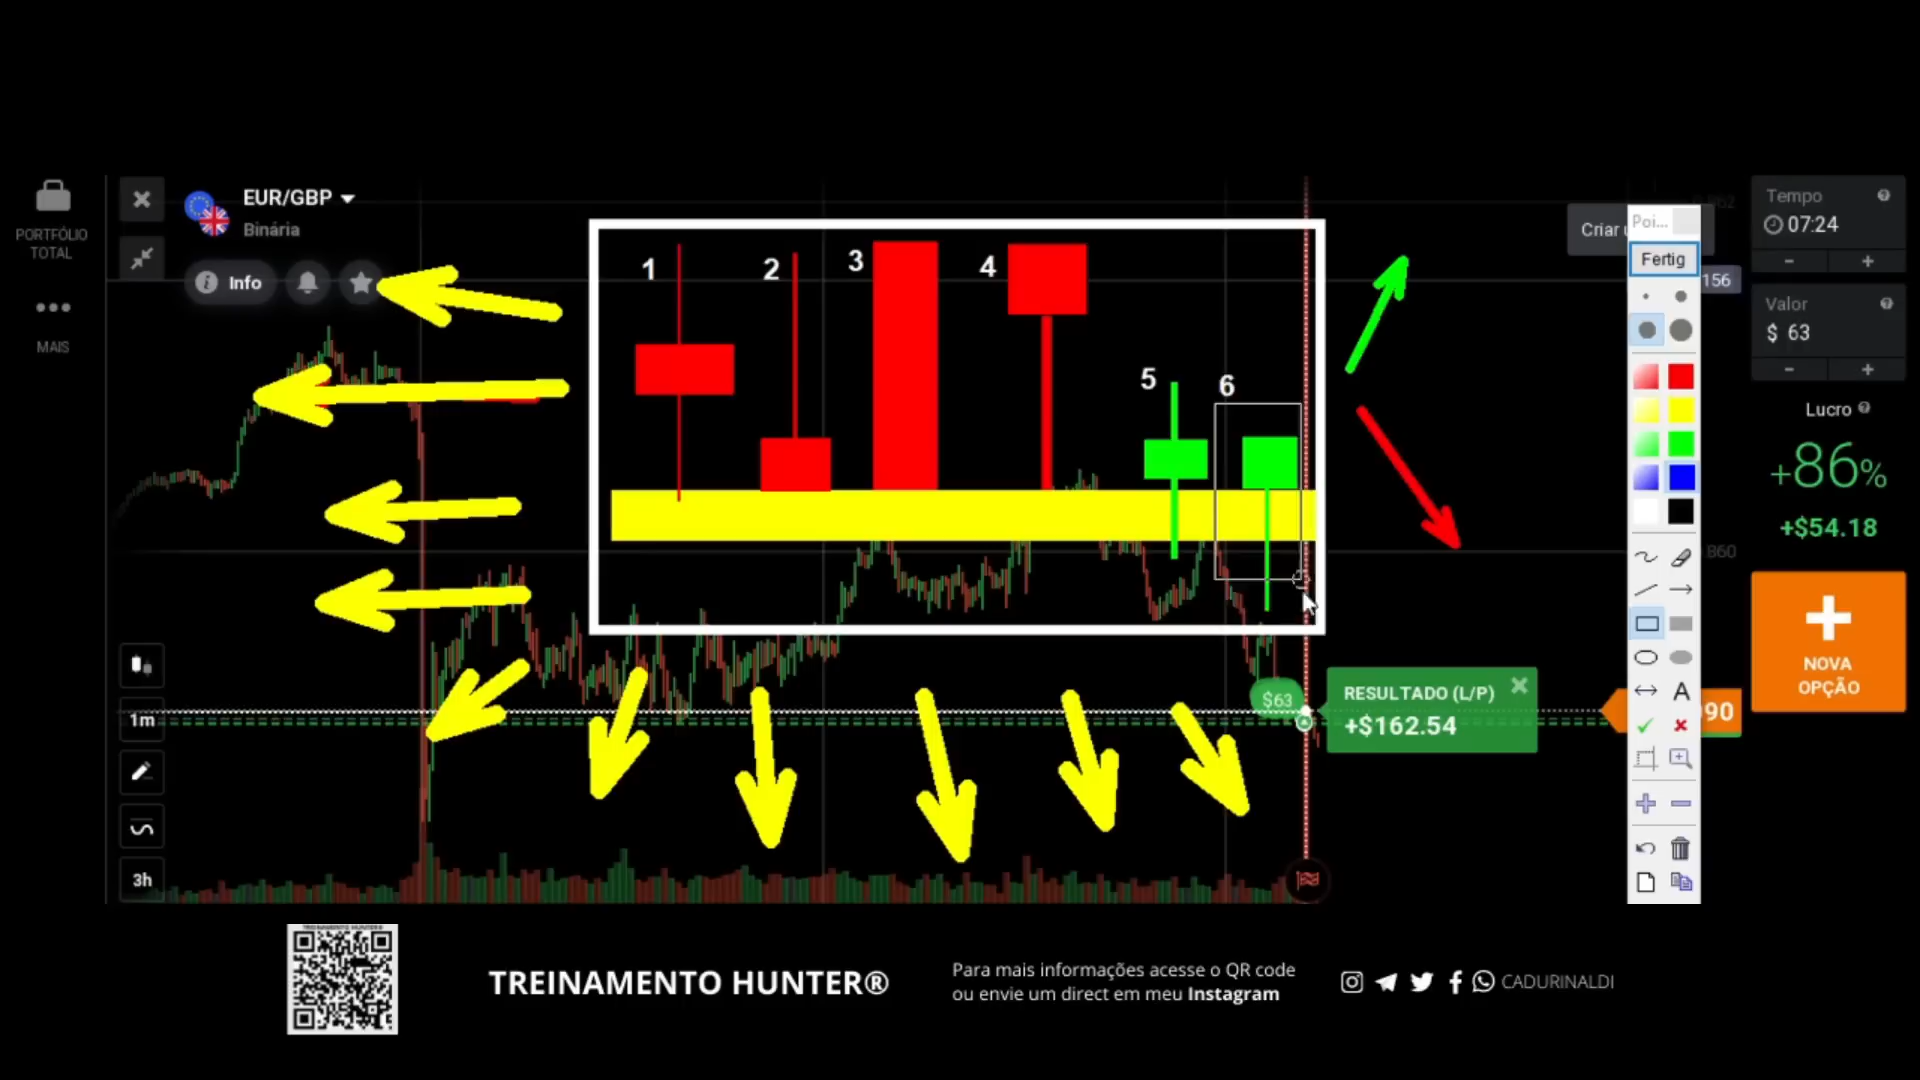 PORTFÓLIO
TOTAL
MAIS
EUR/GBP
Binária
Info
1
2
3
4
5
6
Criar
Poi...
Fertig
156
860
Tempo
07:24
Valor
$ 63
Lucro
+86%
+$54.18
NOVA
OPÇÃO
$63
RESULTADO (L/P)
+$162.54
90
1m
3h
A
TREINAMENTO HUNTER®
Para mais informações acesse o QR code
ou envie um direct em meu Instagram
CADURINALDI